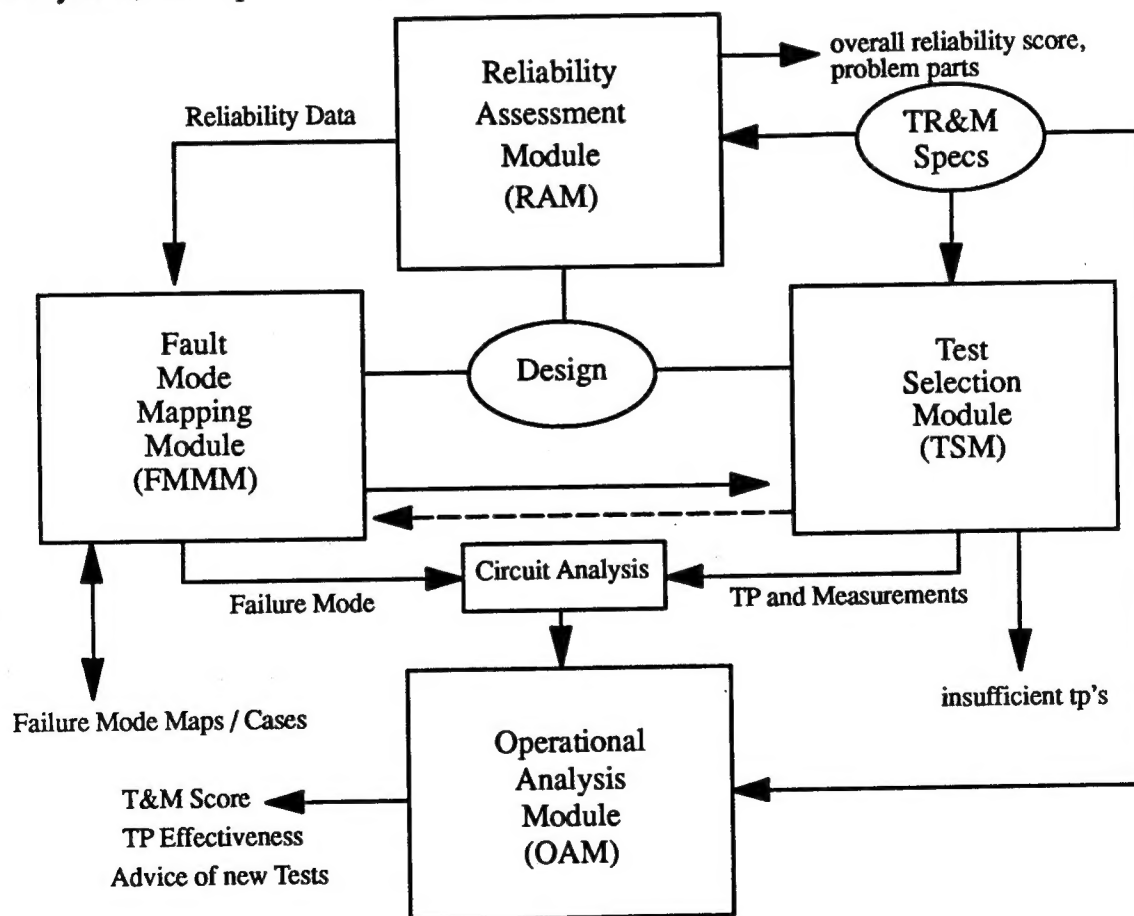 overall reliability score,
problem parts
Reliability
Assessment
Module
(RAM)
Reliability Data
TR&M
Specs
Fault
Mode
Mapping
Module
(FMMM)
Design
Test
Selection
Module
(TSM)
Circuit Analysis
Failure Mode
TP and Measurements
Failure Mode Maps / Cases
insufficient tp's
Operational
Analysis
Module
(OAM)
T&M Score
TP Effectiveness
Advice of new Tests